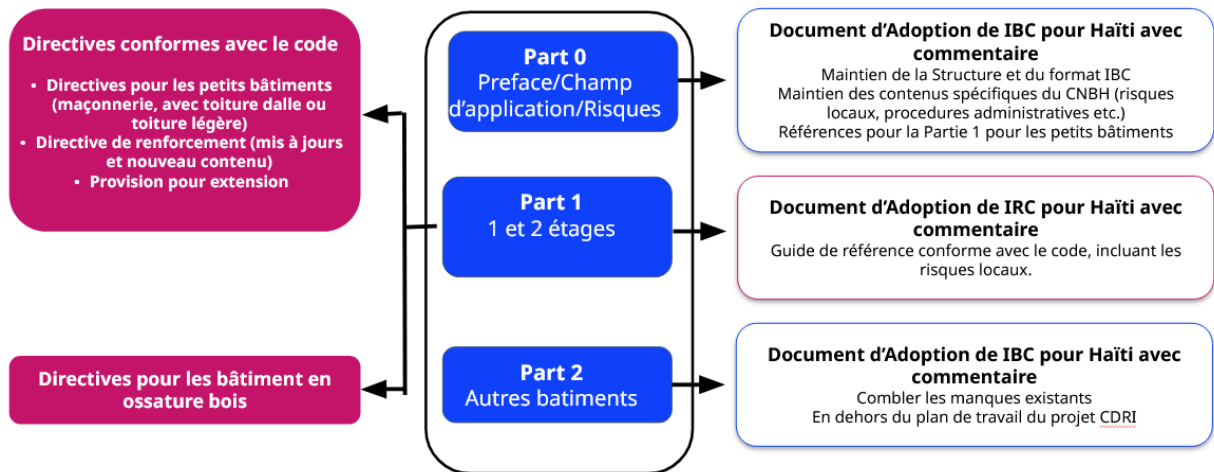 Directives conformes avec le code
• Directives pour les petits bâtiments
(maçonnerie, avec toiture dalle ou
toiture légère)
• Directive de renforcement (mis à jours
et nouveau contenu)
• Provision pour extension
Directives pour les bâtiment en
ossature bois
Part 0
Preface/Champ
d’application/Risques
Part 1
1 et 2 étages
Part 2
Autres batiments
Document d’Adoption de IBC pour Haïti avec
commentaire
Maintien de la Structure et du format IBC
Maintien des contenus spécifiques du CNBH (risques
locaux, procedures administratives etc.)
Références pour la Partie 1 pour les petits bâtiments
Document d’Adoption de IRC pour Haïti avec
commentaire
Guide de référence conforme avec le code, incluant les
risques locaux.
Document d’Adoption de IBC pour Haïti avec
commentaire
Combler les manques existants
En dehors du plan de travail du projet CDRI